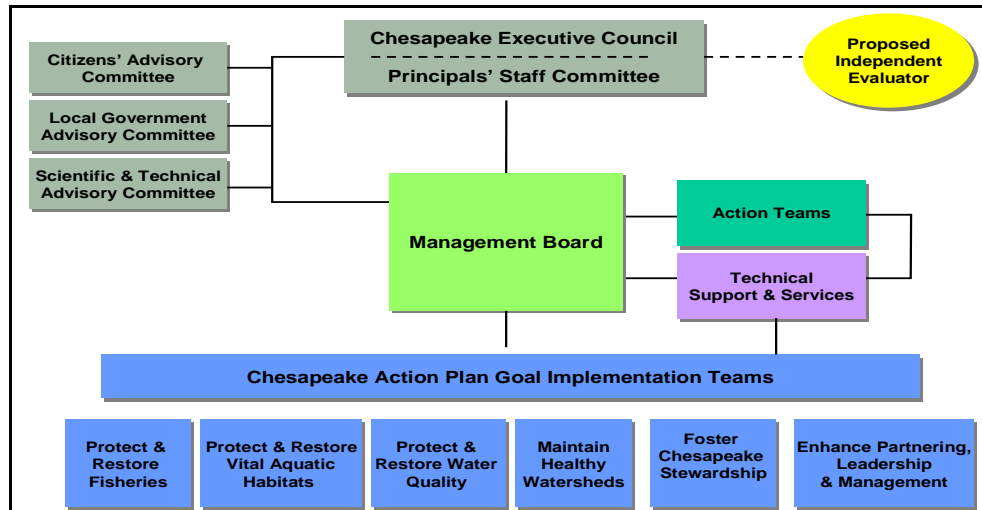 Chesapeake Executive Council
Principals' Staff Committee
Proposed
Independent
Evaluator
Citizens' Advisory
Committee
Local Government
Advisory Committee
Scientific & Technical
Advisory Committee
Management Board
Action Teams
Technical
Support & Services
Chesapeake Action Plan Goal Implementation Teams
Protect &
Restore
Fisheries
Protect & Restore
Vital Aquatic
Habitats
Protect &
Restore Water
Quality
Maintain
Healthy
Watersheds
Foster
Chesapeake
Stewardship
Enhance Partnering,
Leadership
& Management